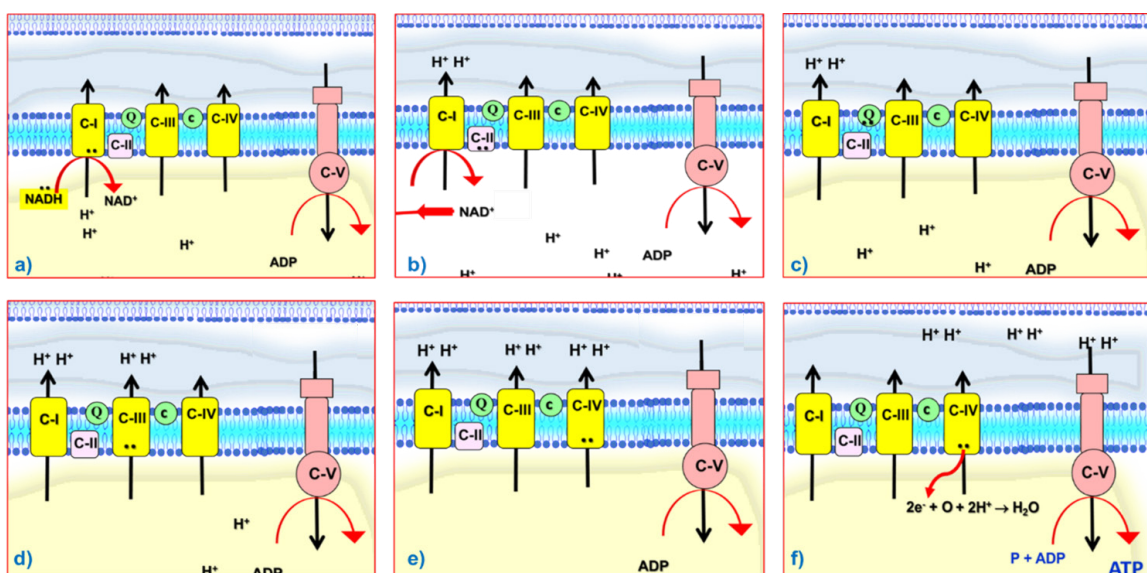 C-I
Q
C-III
c
C-IV
C-II
C-V
NADH
NAD⁺
H⁺
H⁺
H⁺
ADP
a)
H⁺ H⁺
C-I
Q
C-III
c
C-IV
C-II
C-V
NAD⁺
H⁺
H⁺
ADP
H⁺
H⁺
H⁺
b)
H⁺ H⁺
C-I
Q
C-III
c
C-IV
C-II
C-V
H⁺
H⁺
H⁺
ADP
c)
H⁺ H⁺
H⁺ H⁺
C-I
Q
C-III
c
C-IV
C-II
C-V
H⁺
H⁺
ADP
d)
H⁺ H⁺
H⁺ H⁺
H⁺ H⁺
C-I
Q
C-III
c
C-IV
C-II
C-V
ADP
e)
H⁺ H⁺
H⁺ H⁺
H⁺ H⁺
C-I
Q
C-III
c
C-IV
C-II
C-V
2e⁻ + O + 2H⁺ → H₂O
P + ADP
ATP
f)